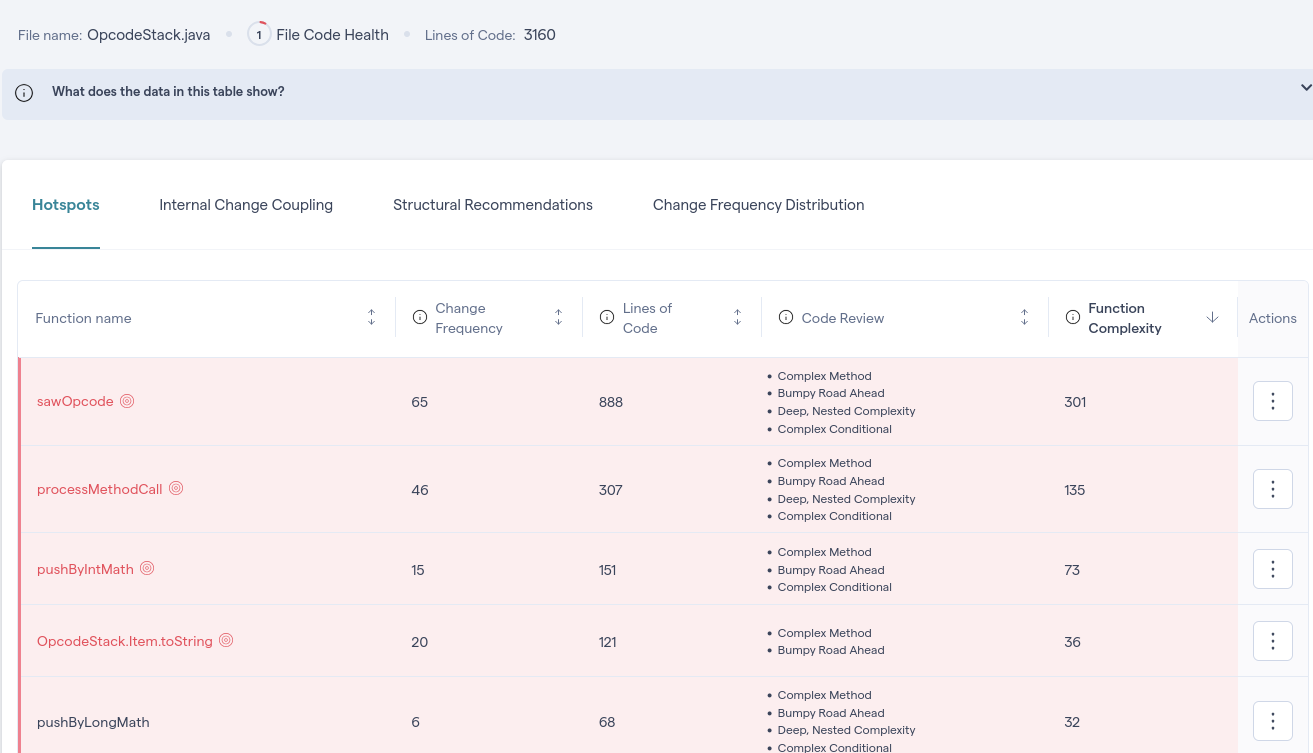 File name: OpcodeStack.java 1 File Code Health Lines of Code: 3160
What does the data in this table show?
Hotspots Internal Change Coupling Structural Recommendations Change Frequency Distribution
Function name Change Frequency Lines of Code Code Review Function Complexity Actions
sawOpcode 65 888
• Complex Method
• Bumpy Road Ahead
• Deep, Nested Complexity
• Complex Conditional
301
processMethodCall 46 307
• Complex Method
• Bumpy Road Ahead
• Deep, Nested Complexity
• Complex Conditional
135
pushByIntMath 15 151
• Complex Method
• Bumpy Road Ahead
• Complex Conditional
73
OpcodeStack.Item.toString 20 121
• Complex Method
• Bumpy Road Ahead
36
pushByLongMath 6 68
• Complex Method
• Bumpy Road Ahead
• Deep, Nested Complexity
• Complex Conditional
32